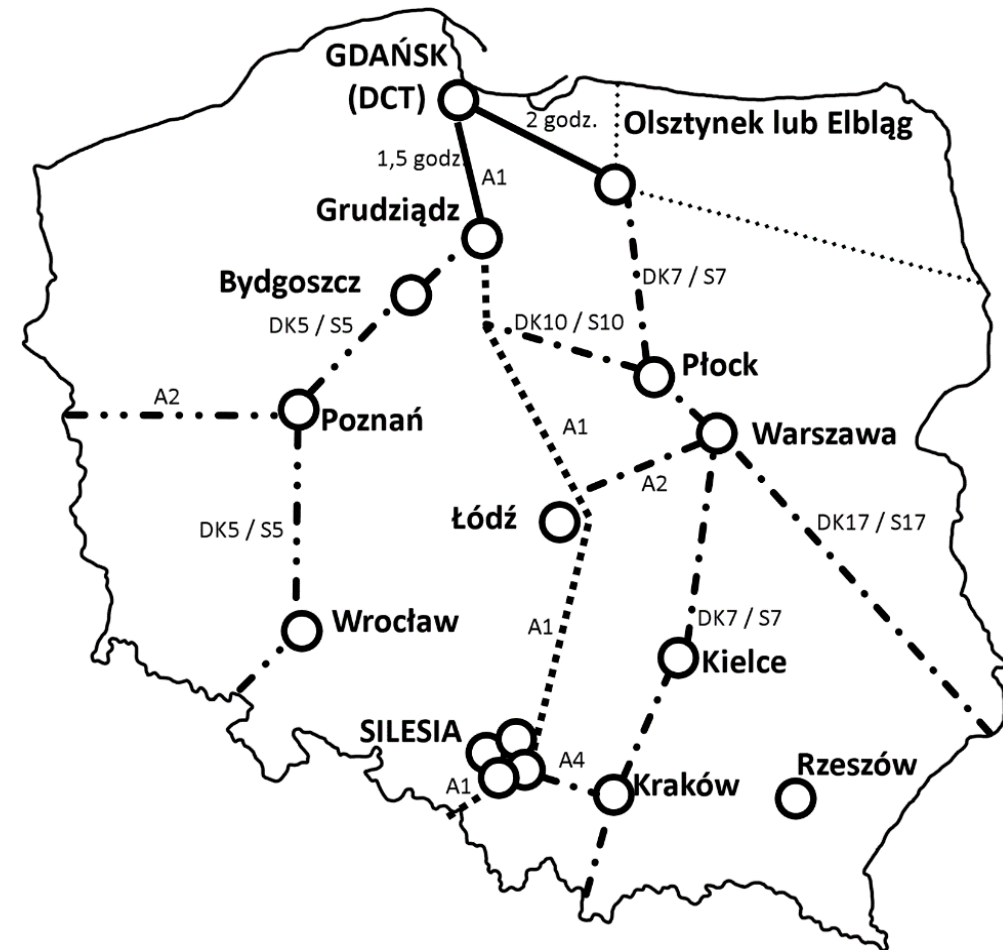 GDAŃSK
(DCT)
2 godz.
Olsztynek lub Elbląg
1,5 godz.
A1
Grudziądz
Bydgoszcz
DK7 / S7
DK5 / S5
DK10 / S10
Płock
A2
Poznań
A1
Warszawa
A2
Łódź
DK17 / S17
DK5 / S5
A1
DK7 / S7
Wrocław
Kielce
SILESIA
A4
Rzeszów
A1
Kraków